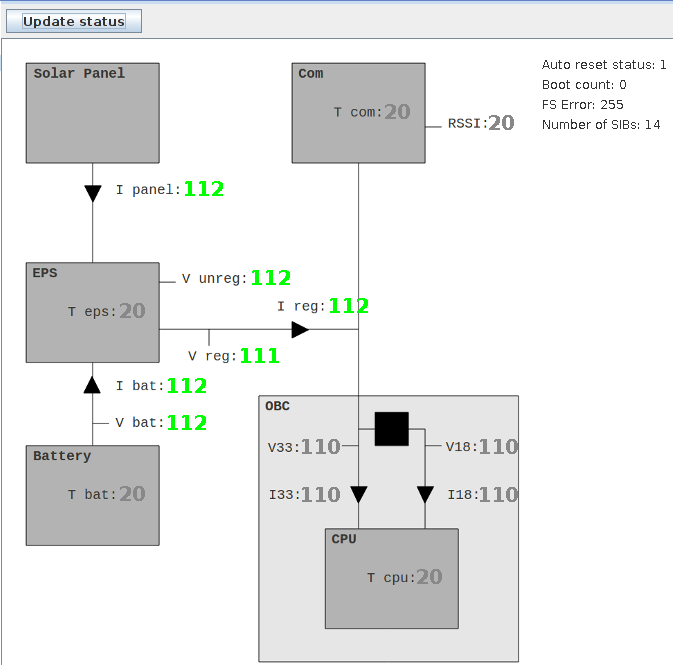 Update status
Solar Panel
Com
T com:20
RSSI:20
Auto reset status: 1
Boot count: 0
FS Error: 255
Number of SIBs: 14
I panel:112
EPS
T eps:20
V unreg:112
I reg:112
V reg:111
I bat:112
V bat:112
Battery
T bat:20
OBC
V33:110
V18:110
I33:110
I18:110
CPU
T cpu:20